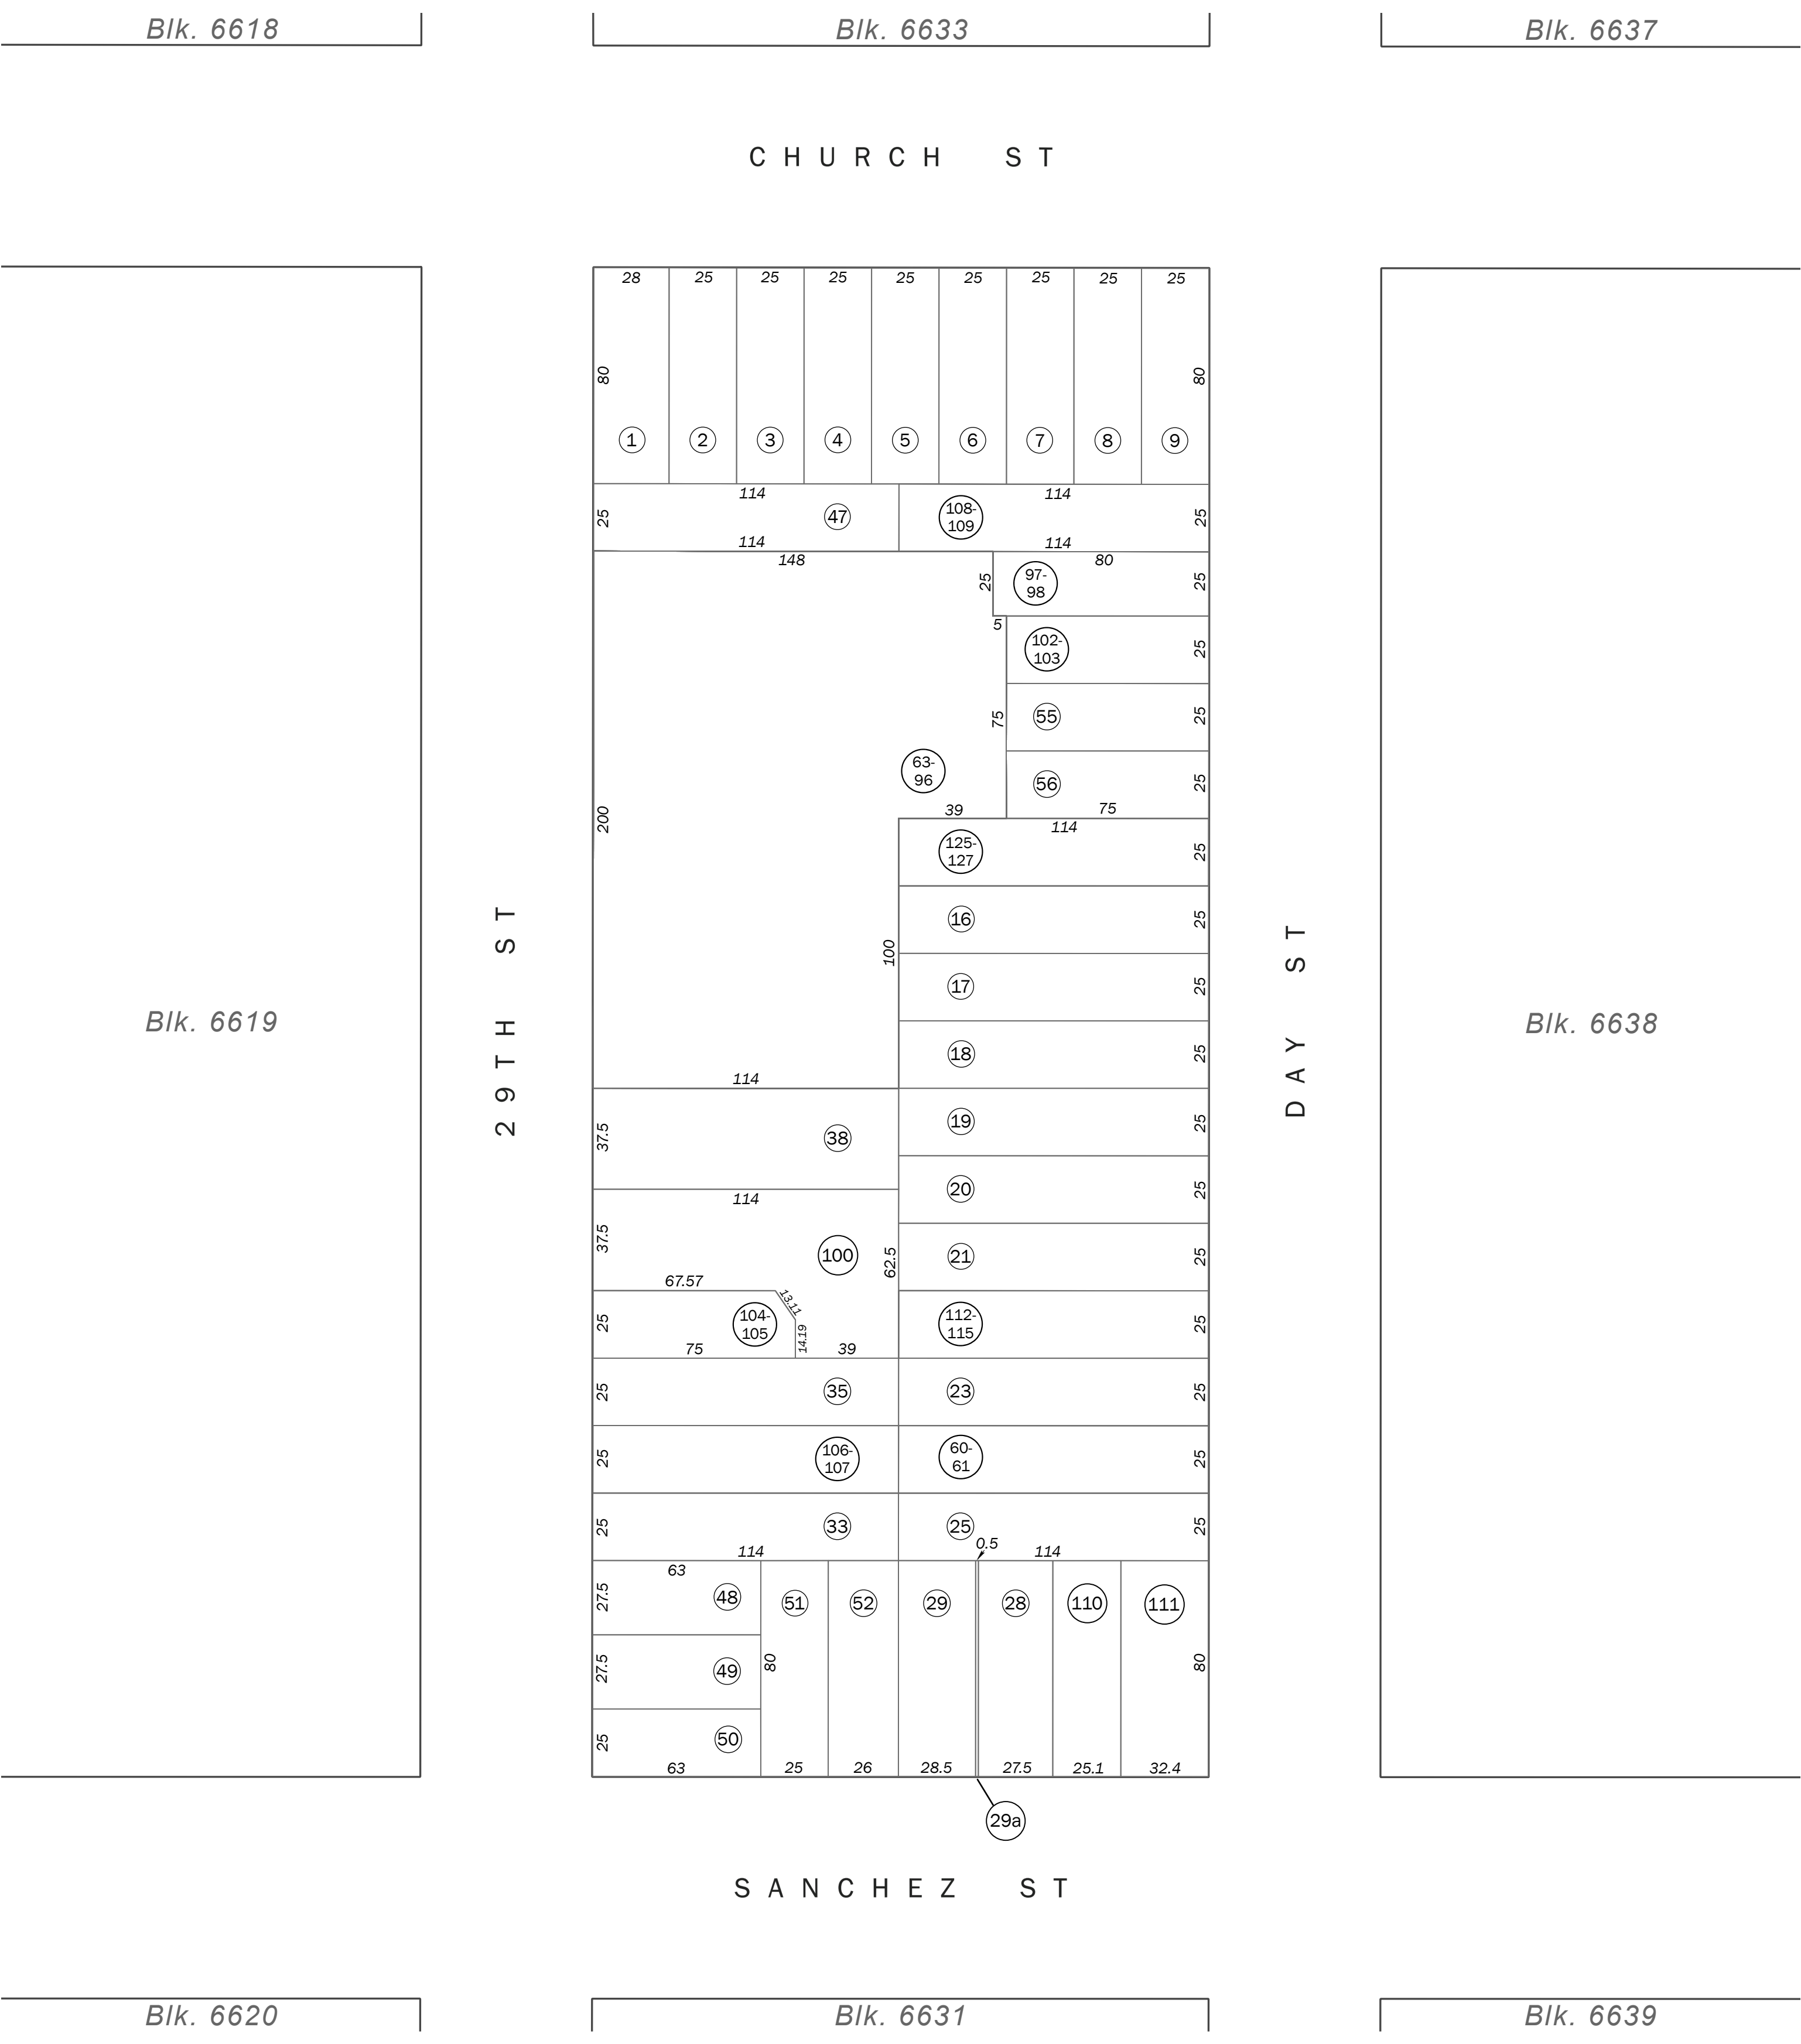 Blk. 6618
Blk. 6633
Blk. 6637
CHURCH ST
28 25 25 25 25 25 25 25 25
80 80
1 2 3 4 5 6 7 8 9
114 114
25 47 108-109 25
114 114
148 80
25 97-98 25
5
102-103 25
75 55 25
63-96 56 25
39 75
200 114
125-127 25
16 25
100
17 25
18 25
114
37.5 38 19 25
20 25
114
37.5 100 62.5 21 25
67.57 13.11
25 104-105 14.19 112-115 25
75 39
25 35 23 25
25 106-107 60-61 25
25 33 25 25
0.5
114 114
63
27.5 48 51 52 29 28 110 111
27.5 49 80 80
25 50
63 25 26 28.5 27.5 25.1 32.4
29a
29TH ST
DAY ST
Blk. 6619
Blk. 6638
SANCHEZ ST
Blk. 6620
Blk. 6631
Blk. 6639